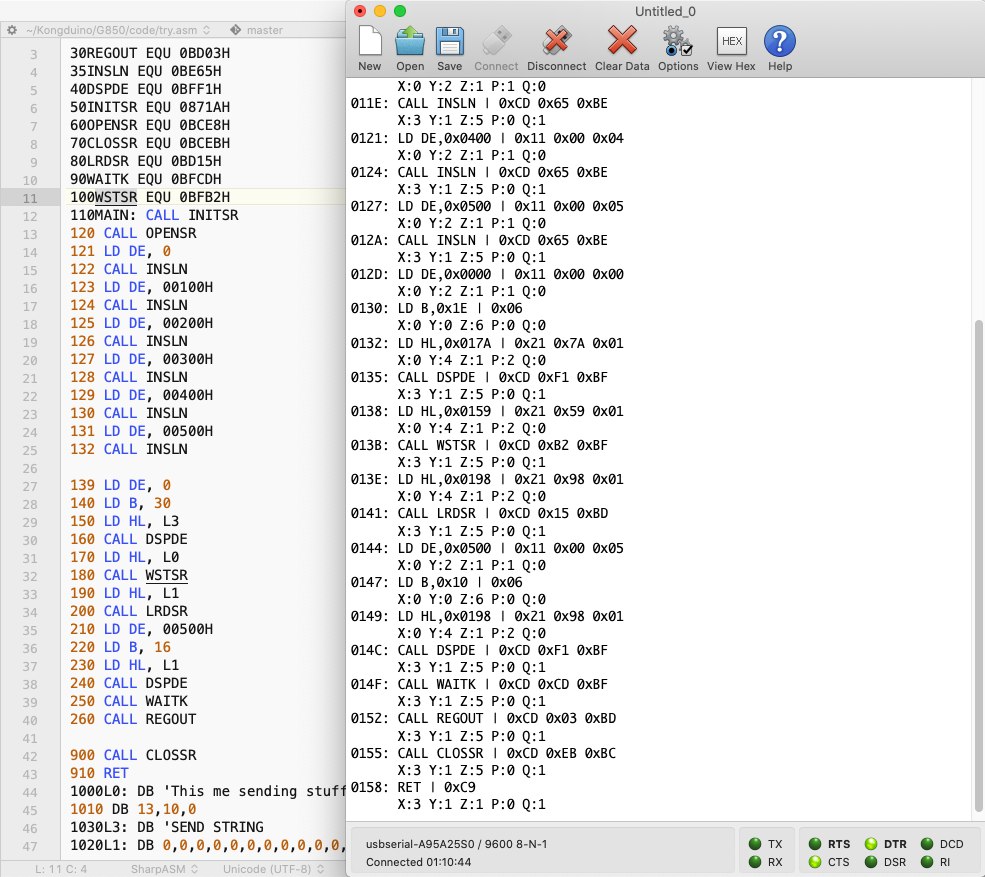 ~/Kongduino/G850/code/try.asm master
3 30REGOUT EQU 0BD03H
4 35INSLN EQU 0BE65H
5 40DSPDE EQU 0BFF1H
6 50INITSR EQU 0871AH
7 60OPENSR EQU 0BCE8H
8 70CLOSSR EQU 0BCEBH
9 80LRDSR EQU 0BD15H
10 90WAITK EQU 0BFCDH
11 100WSTSR EQU 0BFB2H
12 110MAIN: CALL INITSR
13 120 CALL OPENSR
14 121 LD DE, 0
15 122 CALL INSLN
16 123 LD DE, 00100H
17 124 CALL INSLN
18 125 LD DE, 00200H
19 126 CALL INSLN
20 127 LD DE, 00300H
21 128 CALL INSLN
22 129 LD DE, 00400H
23 130 CALL INSLN
24 131 LD DE, 00500H
25 132 CALL INSLN
26
27 139 LD DE, 0
28 140 LD B, 30
29 150 LD HL, L3
30 160 CALL DSPDE
31 170 LD HL, L0
32 180 CALL WSTSR
33 190 LD HL, L1
34 200 CALL LRDSR
35 210 LD DE, 00500H
36 220 LD B, 16
37 230 LD HL, L1
38 240 CALL DSPDE
39 250 CALL WAITK
40 260 CALL REGOUT
41
42 900 CALL CLOSSR
43 910 RET
44 1000L0: DB 'This me sending stuff
45 1010 DB 13,10,0
46 1030L3: DB 'SEND STRING
47 1020L1: DB 0,0,0,0,0,0,0,0,0,0,0,
L: 11 C: 4 SharpASM Unicode (UTF-8)
Untitled_0
New Open Save Connect Disconnect Clear Data Options View Hex Help
HEX
X:0 Y:2 Z:1 P:1 Q:0
011E: CALL INSLN | 0xCD 0x65 0xBE
X:3 Y:1 Z:5 P:0 Q:1
0121: LD DE,0x0400 | 0x11 0x00 0x04
X:0 Y:2 Z:1 P:1 Q:0
0124: CALL INSLN | 0xCD 0x65 0xBE
X:3 Y:1 Z:5 P:0 Q:1
0127: LD DE,0x0500 | 0x11 0x00 0x05
X:0 Y:2 Z:1 P:1 Q:0
012A: CALL INSLN | 0xCD 0x65 0xBE
X:3 Y:1 Z:5 P:0 Q:1
012D: LD DE,0x0000 | 0x11 0x00 0x00
X:0 Y:2 Z:1 P:1 Q:0
0130: LD B,0x1E | 0x06
X:0 Y:0 Z:6 P:0 Q:0
0132: LD HL,0x017A | 0x21 0x7A 0x01
X:0 Y:4 Z:1 P:2 Q:0
0135: CALL DSPDE | 0xCD 0xF1 0xBF
X:3 Y:1 Z:5 P:0 Q:1
0138: LD HL,0x0159 | 0x21 0x59 0x01
X:0 Y:4 Z:1 P:2 Q:0
013B: CALL WSTSR | 0xCD 0xB2 0xBF
X:3 Y:1 Z:5 P:0 Q:1
013E: LD HL,0x0198 | 0x21 0x98 0x01
X:0 Y:4 Z:1 P:2 Q:0
0141: CALL LRDSR | 0xCD 0x15 0xBD
X:3 Y:1 Z:5 P:0 Q:1
0144: LD DE,0x0500 | 0x11 0x00 0x05
X:0 Y:2 Z:1 P:1 Q:0
0147: LD B,0x10 | 0x06
X:0 Y:0 Z:6 P:0 Q:0
0149: LD HL,0x0198 | 0x21 0x98 0x01
X:0 Y:4 Z:1 P:2 Q:0
014C: CALL DSPDE | 0xCD 0xF1 0xBF
X:3 Y:1 Z:5 P:0 Q:1
014F: CALL WAITK | 0xCD 0xCD 0xBF
X:3 Y:1 Z:5 P:0 Q:1
0152: CALL REGOUT | 0xCD 0x03 0xBD
X:3 Y:1 Z:5 P:0 Q:1
0155: CALL CLOSSR | 0xCD 0xEB 0xBC
X:3 Y:1 Z:5 P:0 Q:1
0158: RET | 0xC9
X:3 Y:1 Z:1 P:0 Q:1
usbserial-A95A25S0 / 9600 8-N-1
Connected 01:10:44
TX RTS DTR DCD
RX CTS DSR RI